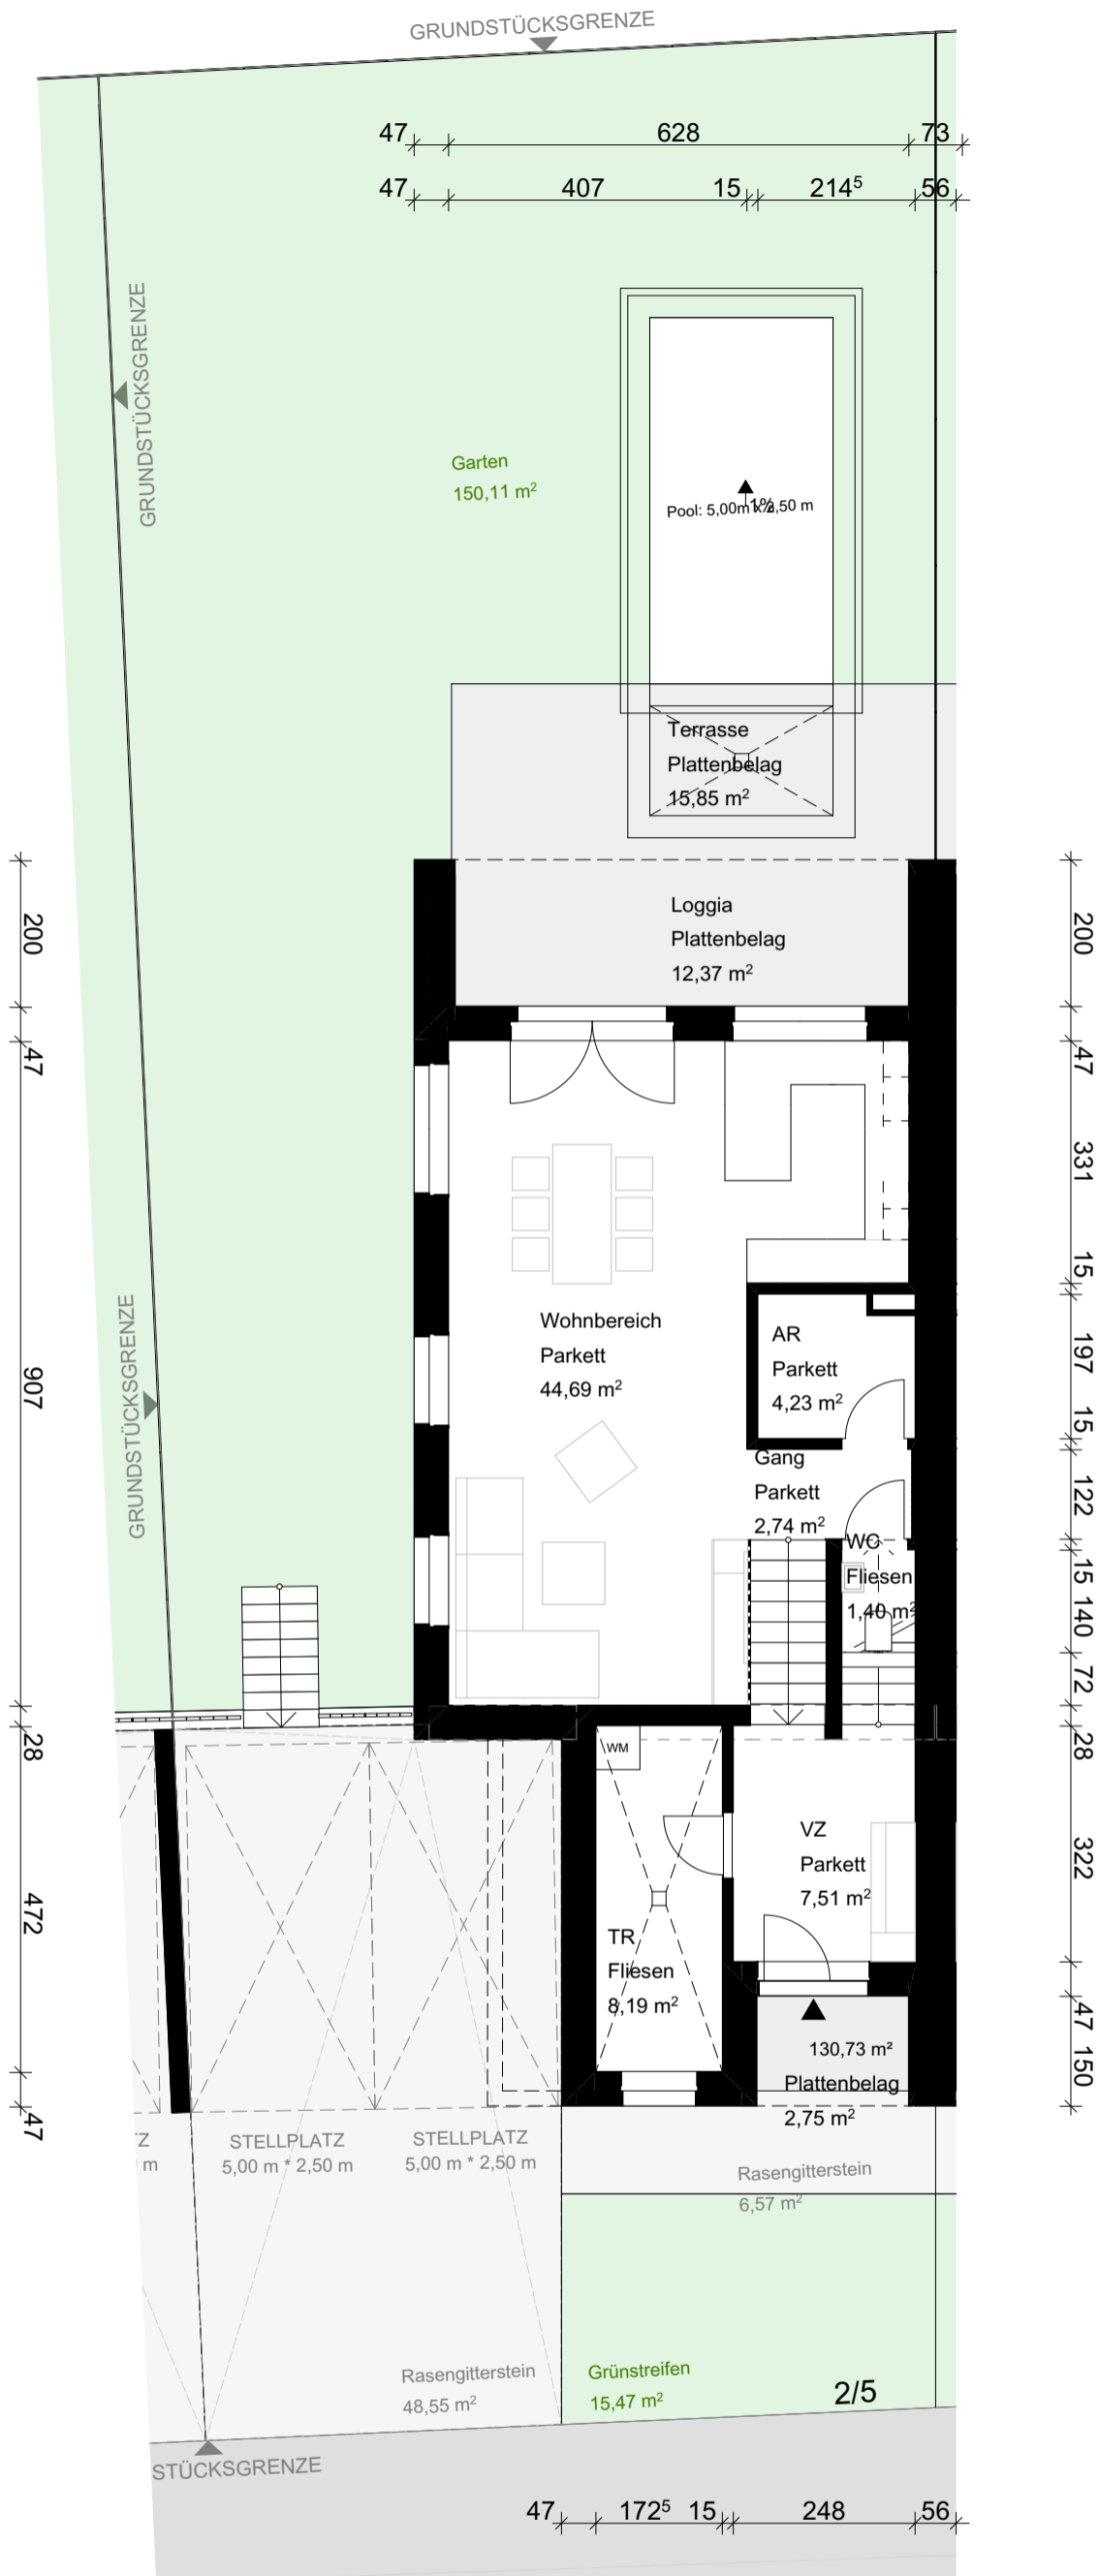 GRUNDSTÜCKSGRENZE
47 628 73
47 407 15 214⁵ 56
GRUNDSTÜCKSGRENZE
Garten
150,11 m²
1%
Pool: 5,00m x 2,50 m
Terrasse
Plattenbelag
15,85 m²
Loggia
Plattenbelag
12,37 m²
200
47
907
28
472
47
200
47
331
15
197
15
122
15
140
72
28
322
47
150
GRUNDSTÜCKSGRENZE
Wohnbereich
Parkett
44,69 m²
AR
Parkett
4,23 m²
Gang
Parkett
2,74 m²
WC
Fliesen
1,40 m²
WM
VZ
Parkett
7,51 m²
TR
Fliesen
8,19 m²
130,73 m²
Plattenbelag
2,75 m²
TZ
m
STELLPLATZ
5,00 m * 2,50 m
STELLPLATZ
5,00 m * 2,50 m
Rasengitterstein
6,57 m²
Rasengitterstein
48,55 m²
Grünstreifen
15,47 m²
2/5
STÜCKSGRENZE
47 172⁵ 15 248 56